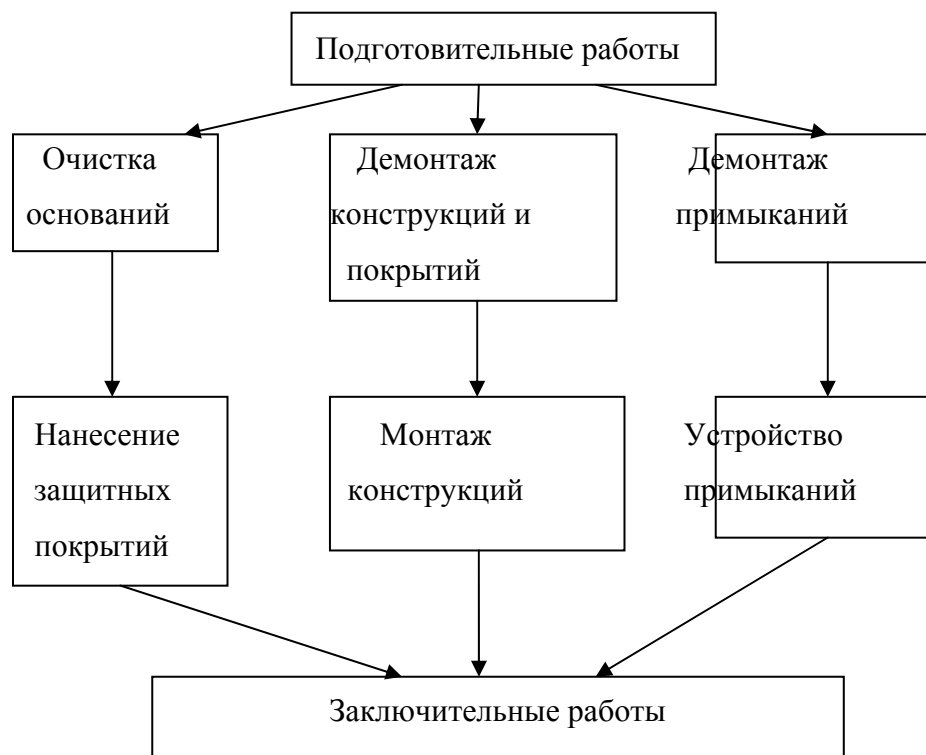 Подготовительные работы
Очистка
оснований
Демонтаж
конструкций и
покрытий
Демонтаж
примыканий
Нанесение
защитных
покрытий
Монтаж
конструкций
Устройство
примыканий
Заключительные работы